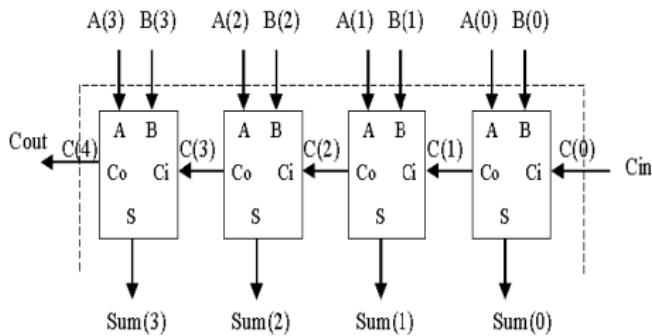 A(3) B(3) A(2) B(2) A(1) B(1) A(0) B(0)
A B A B A B A B
Cout C(4) C(3) C(2) C(1) C(0) Cin
Co Ci Co Ci Co Ci Co Ci
S S S S
Sum(3) Sum(2) Sum(1) Sum(0)